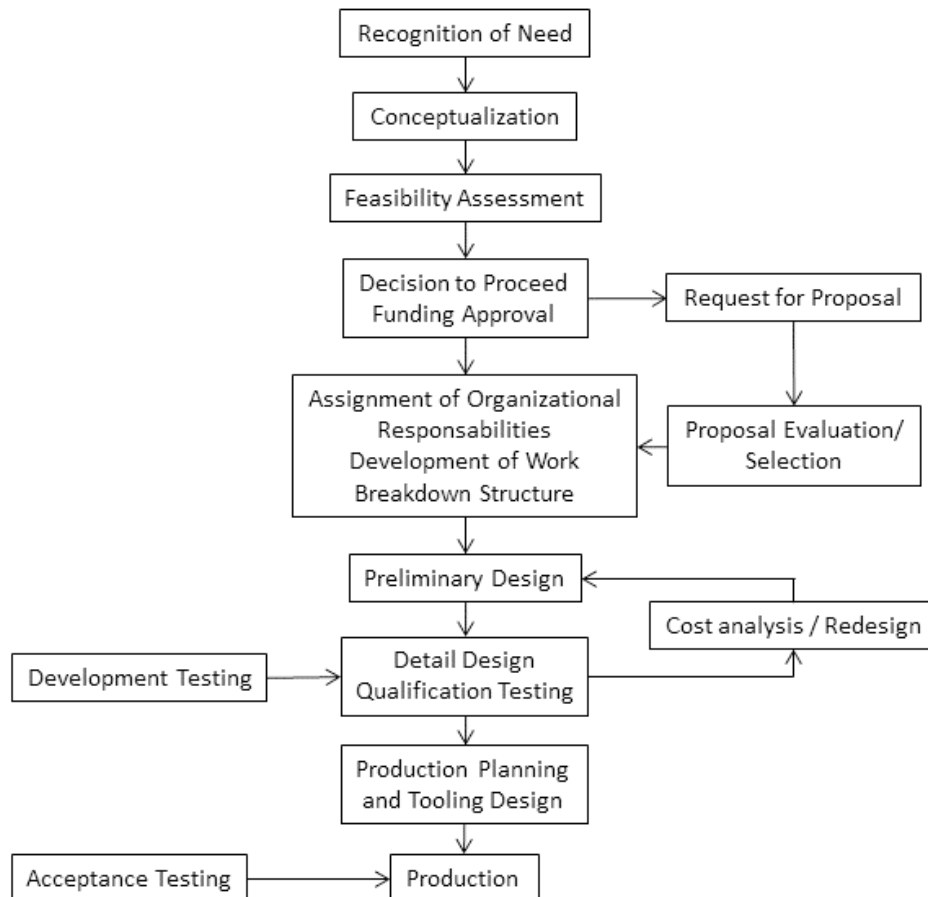 Recognition of Need
Conceptualization
Feasibility Assessment
Decision to Proceed
Funding Approval
Request for Proposal
Assignment of Organizational
Responsabilities
Development of Work
Breakdown Structure
Proposal Evaluation/
Selection
Preliminary Design
Cost analysis / Redesign
Development Testing
Detail Design
Qualification Testing
Production Planning
and Tooling Design
Acceptance Testing
Production